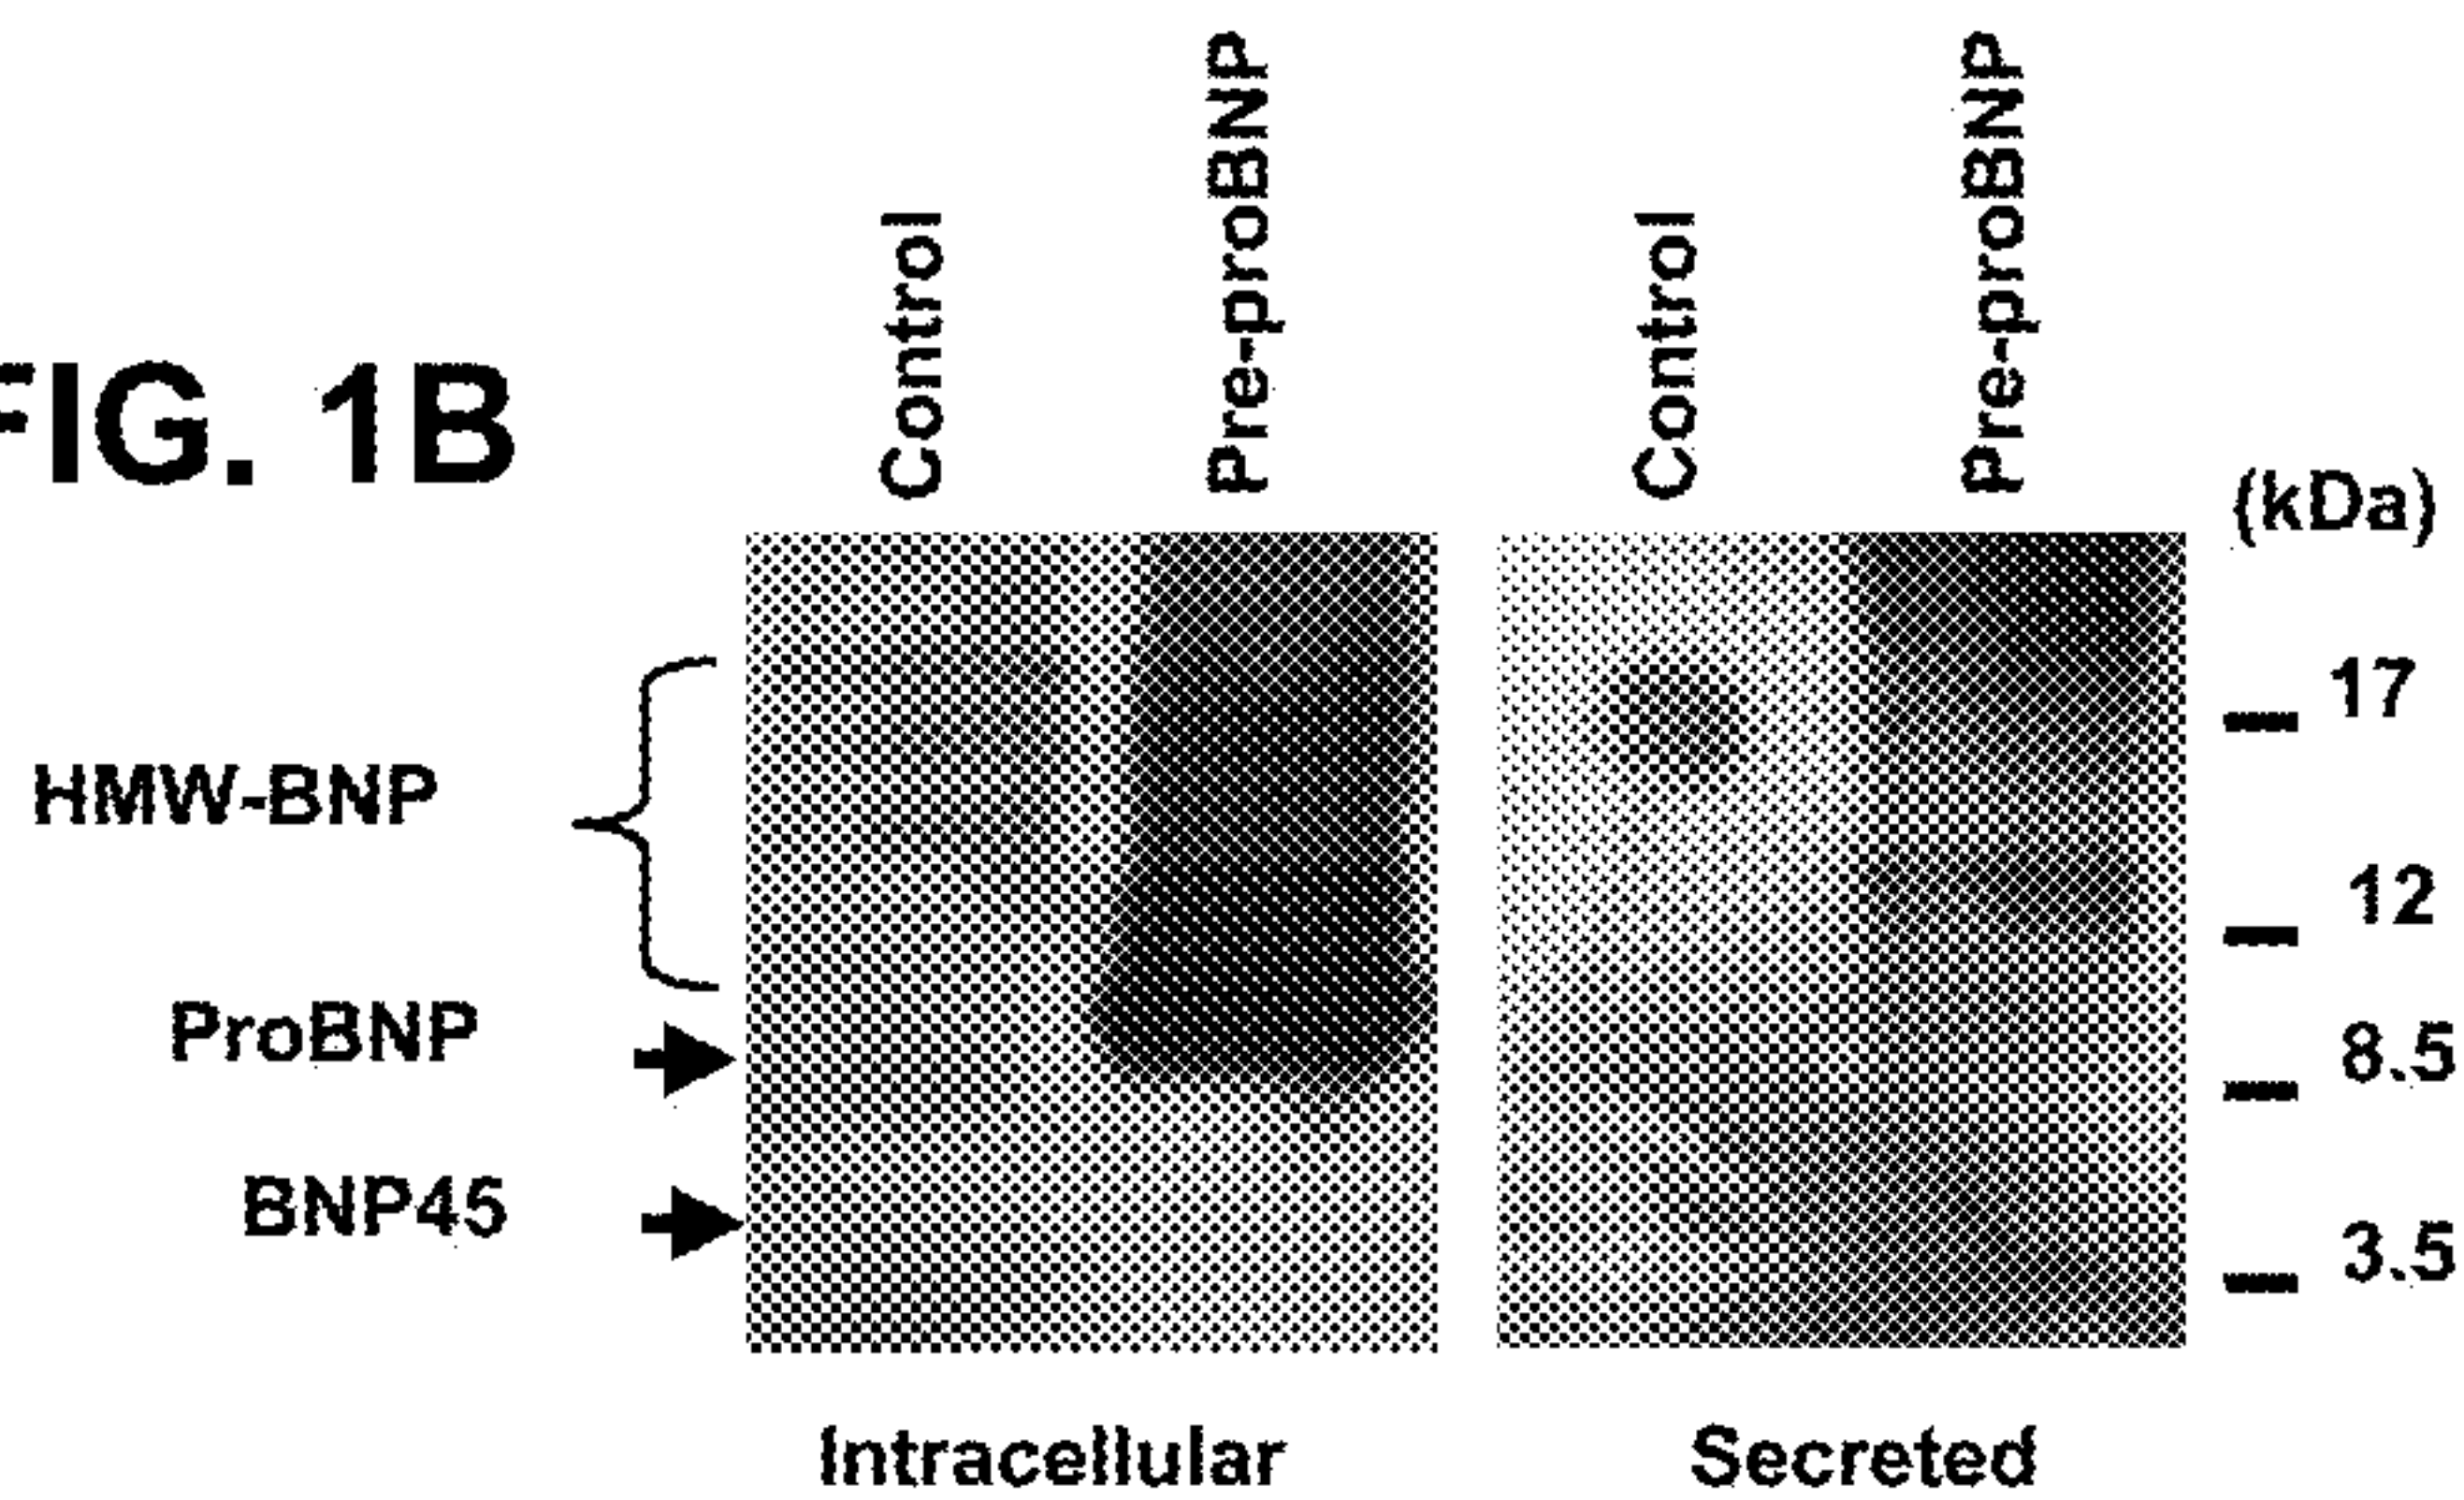 FIG. 1B
Control
Pre-proBNP
Control
Pre-proBNP
(kDa)
HMW-BNP
ProBNP
BNP45
17
12
8.5
3.5
Intracellular
Secreted